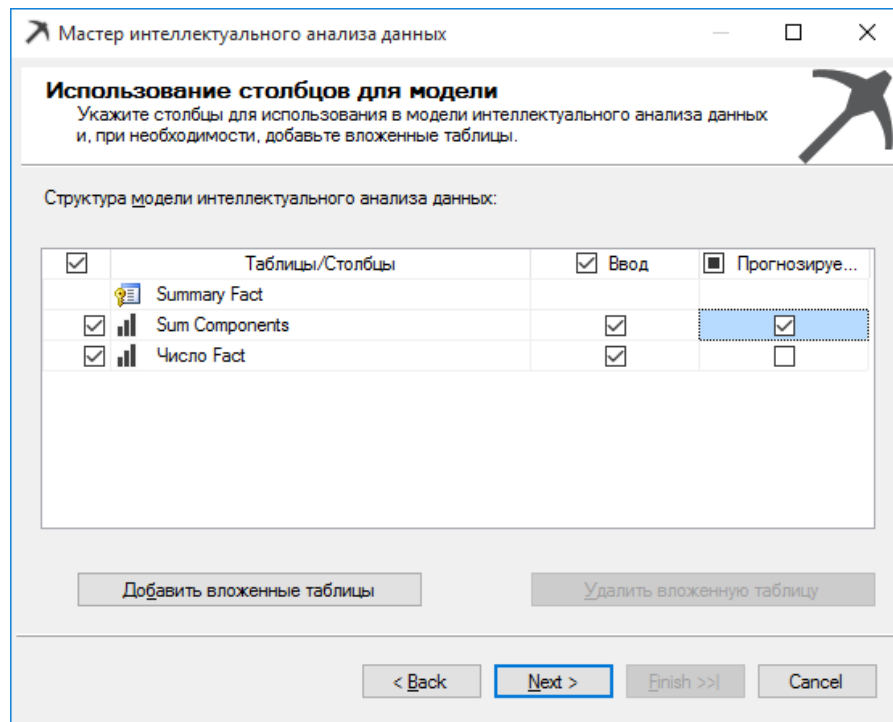 Мастер интеллектуального анализа данных
Использование столбцов для модели
Укажите столбцы для использования в модели интеллектуального анализа данных
и, при необходимости, добавьте вложенные таблицы.
Структура модели интеллектуального анализа данных:
Таблицы/Столбцы Ввод Прогнозируе...
Summary Fact
Sum Components
Число Fact
Добавить вложенные таблицы Удалить вложенную таблицу
< Back Next > Finish >>| Cancel